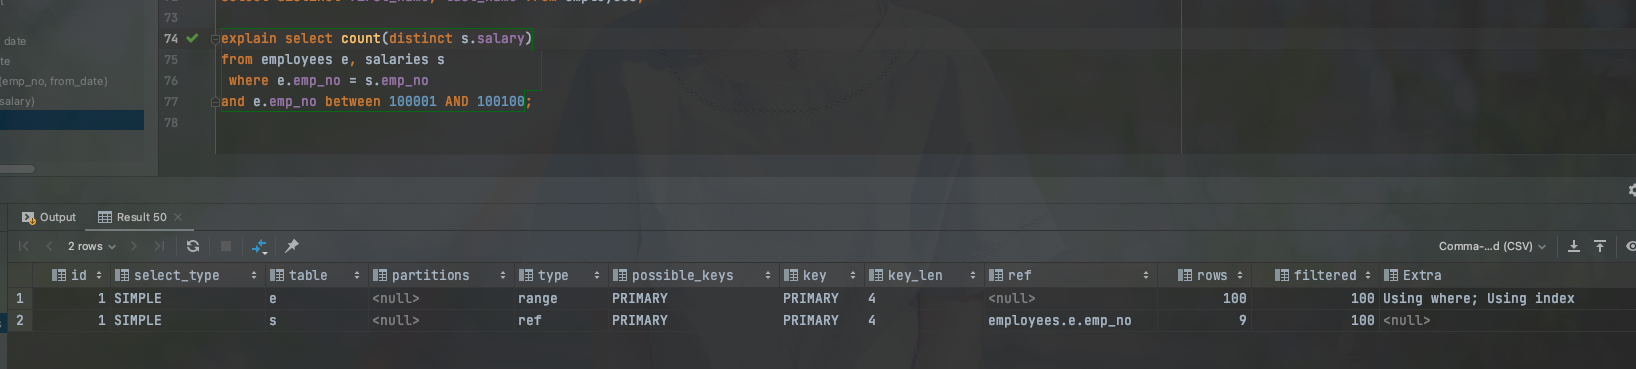 73
date
74 explain select count(distinct s.salary)
te
75 from employees e, salaries s
(emp_no, from_date)
76 where e.emp_no = s.emp_no
salary)
77 and e.emp_no between 100001 AND 100100;
78
Output Result 50
2 rows Comma-...d (CSV)
id select_type table partitions type possible_keys key key_len ref rows filtered Extra
1 1 SIMPLE e <null> range PRIMARY PRIMARY 4 <null> 100 100 Using where; Using index
2 1 SIMPLE s <null> ref PRIMARY PRIMARY 4 employees.e.emp_no 9 100 <null>